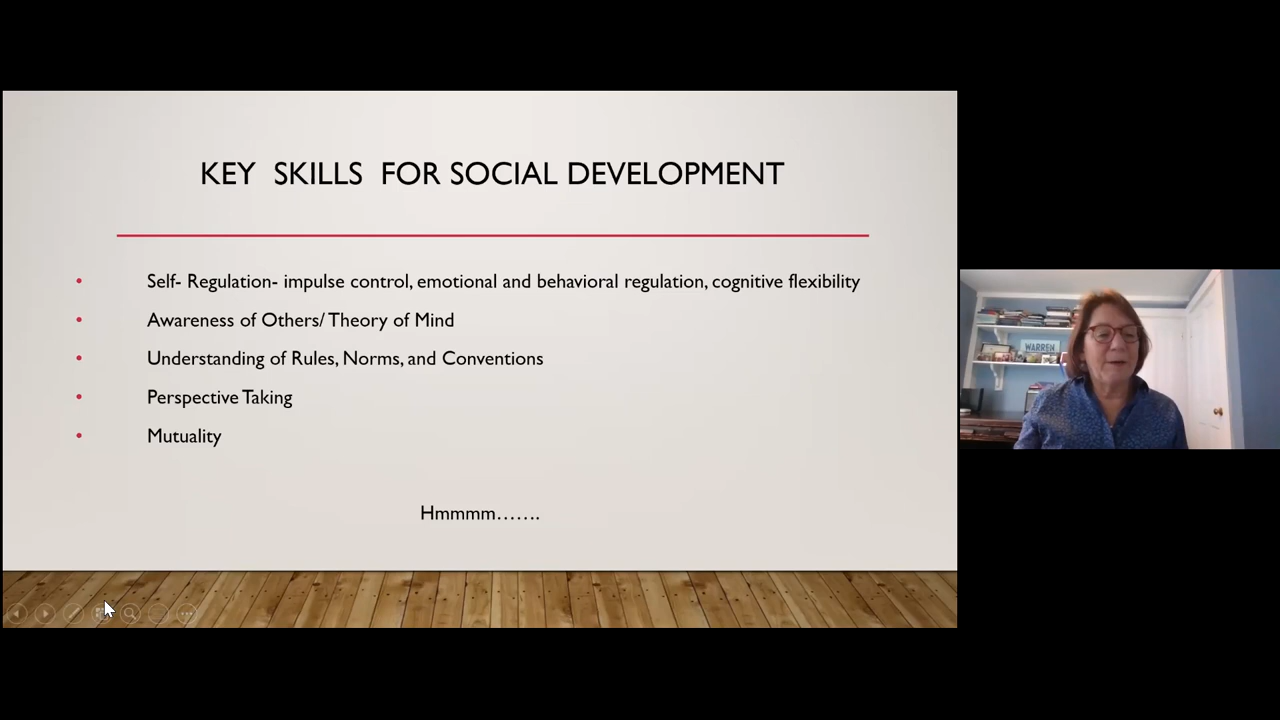 KEY SKILLS FOR SOCIAL DEVELOPMENT
• Self- Regulation- impulse control, emotional and behavioral regulation, cognitive flexibility
• Awareness of Others/ Theory of Mind
• Understanding of Rules, Norms, and Conventions
• Perspective Taking
• Mutuality
Hmmmm…….
WARREN